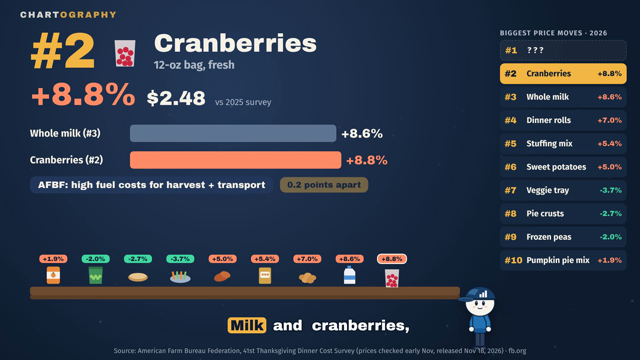 CHARTOGRAPHY
#2
Cranberries
12-oz bag, fresh
+8.8% $2.48 vs 2025 survey
Whole milk (#3) +8.6%
Cranberries (#2) +8.8%
AFBF: high fuel costs for harvest + transport 0.2 points apart
BIGGEST PRICE MOVES · 2026
#1 ???
#2 Cranberries +8.8%
#3 Whole milk +8.6%
#4 Dinner rolls +7.0%
#5 Stuffing mix +5.4%
#6 Sweet potatoes +5.0%
#7 Veggie tray -3.7%
#8 Pie crusts -2.7%
#9 Frozen peas -2.0%
#10 Pumpkin pie mix +1.9%
+1.9% -2.0% -2.7% -3.7% +5.0% +5.4% +7.0% +8.6% +8.8%
Milk and cranberries,
Source: American Farm Bureau Federation, 41st Thanksgiving Dinner Cost Survey (prices checked early Nov, released Nov 18, 2026) · fb.org